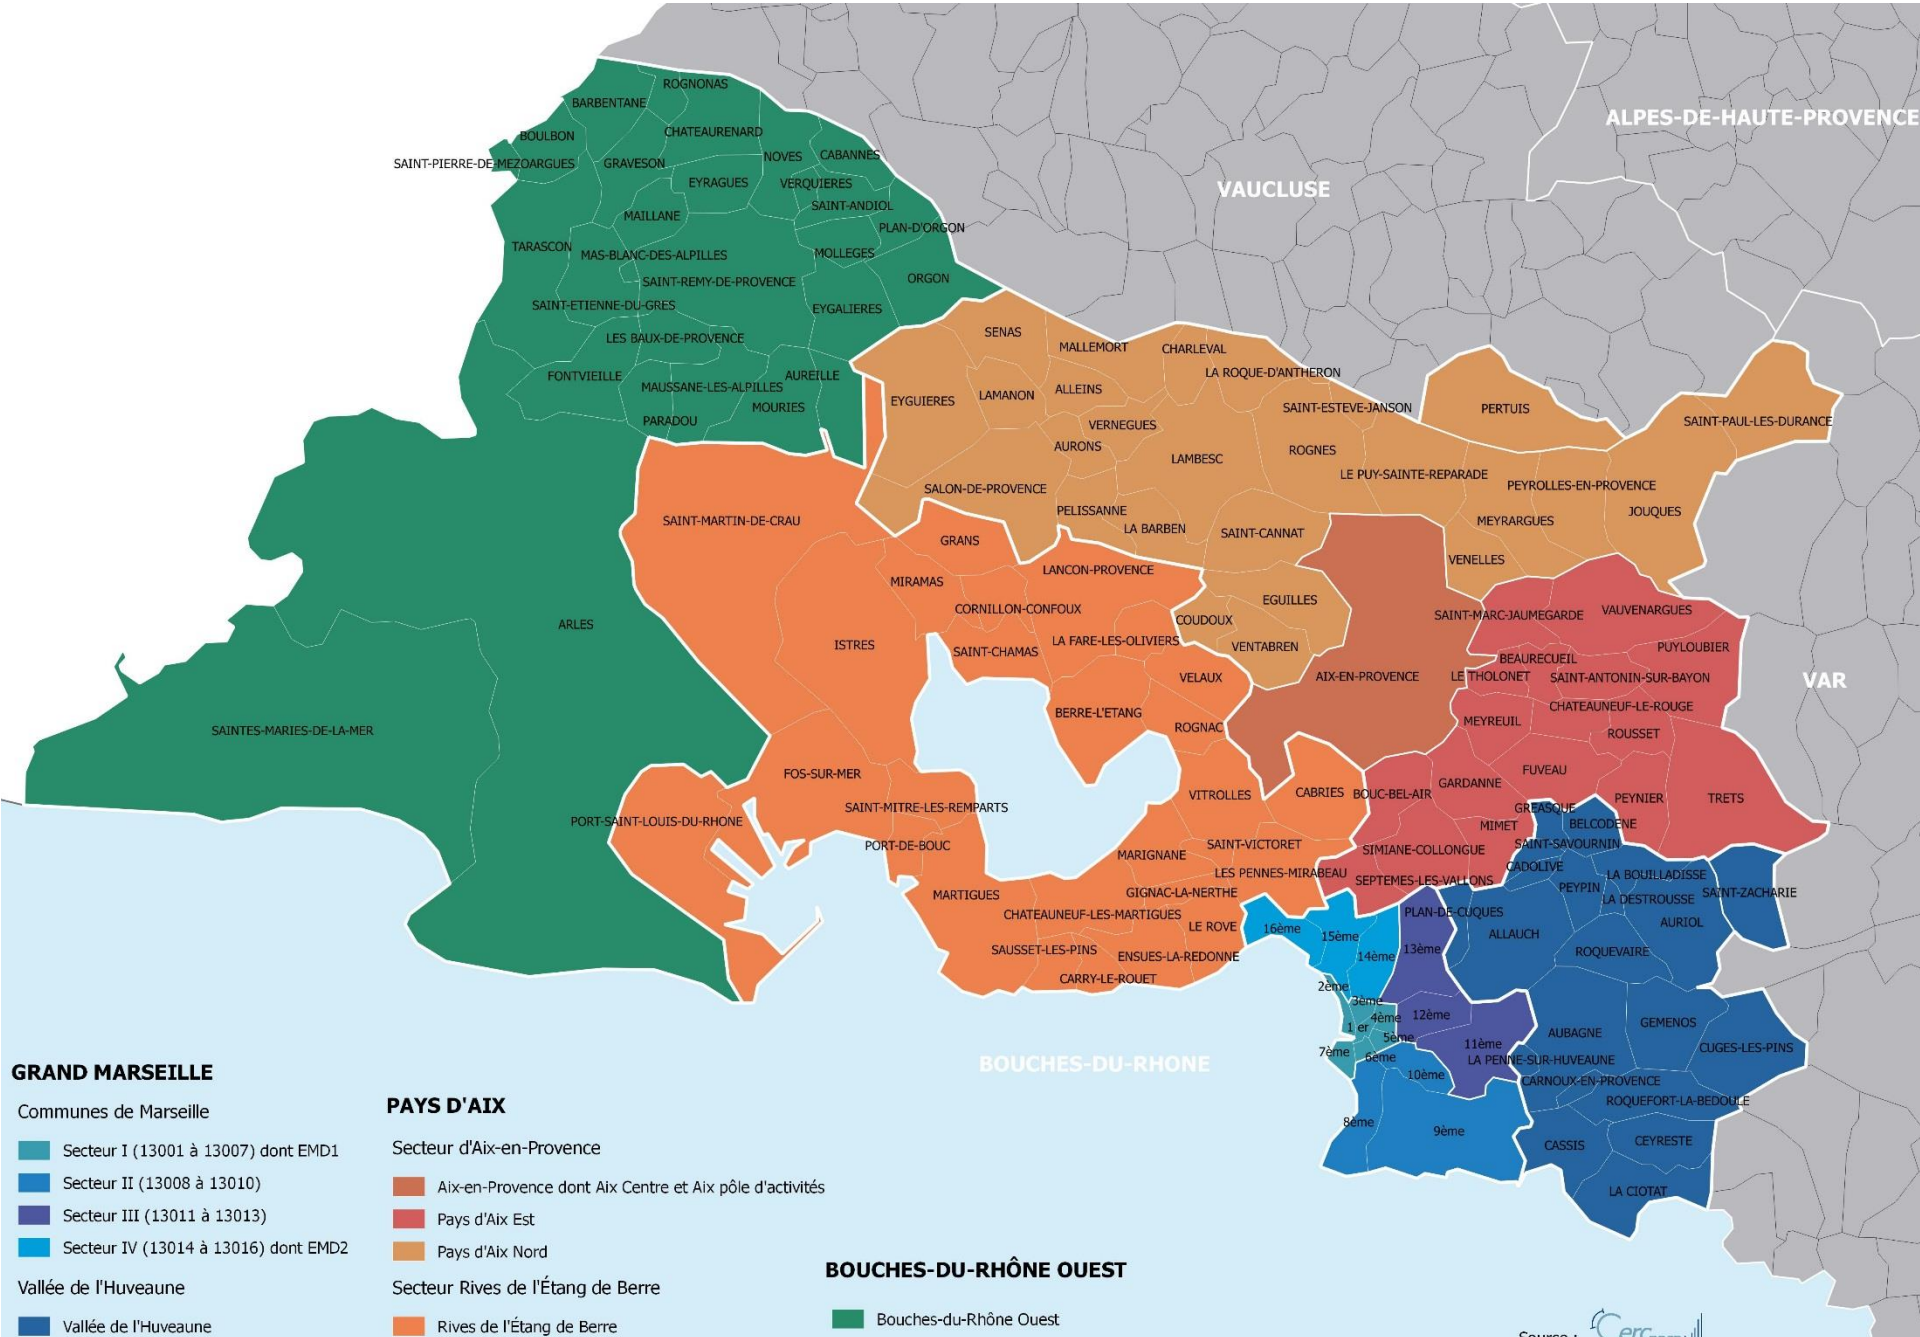 ROGNONAS
BARBENTANE
ALPES-DE-HAUTE-PROVENCE
BOULBON
CHATEAURENARD
SAINT-PIERRE-DE-MEZOARGUES
GRAVESON
NOVES
CABANNES
EYRAGUES
VERQUIERES
VAUCLUSE
SAINT-ANDIOL
MAILLANE
PLAN-D'ORGON
TARASCON
MAS-BLANC-DES-ALPILLES
MOLLEGES
SAINT-REMY-DE-PROVENCE
ORGON
SAINT-ETIENNE-DU-GRES
EYGALIERES
LES BAUX-DE-PROVENCE
SENAS
MALLEMORT
CHARLEVAL
FONTVIEILLE
MAUSSANE-LES-ALPILLES
AUREILLE
LA ROQUE-D'ANTHERON
EYGUIERES
LAMANON
ALLEINS
MOURIES
SAINT-ESTEVE-JANSON
PERTUIS
PARADOU
VERNEGUES
SAINT-PAUL-LES-DURANCE
AURONS
LAMBESC
ROGNES
LE PUY-SAINTE-REPARADE
SALON-DE-PROVENCE
PEYROLLES-EN-PROVENCE
PELISSANNE
JOUQUES
SAINT-MARTIN-DE-CRAU
LA BARBEN
SAINT-CANNAT
MEYRARGUES
GRANS
VENELLES
MIRAMAS
LANCON-PROVENCE
CORNILLON-CONFOUX
EGUILLES
ARLES
COUDOUX
SAINT-MARC-JAUMEGARDE
VAUVENARGUES
ISTRES
SAINT-CHAMAS
LA FARE-LES-OLIVIERS
VENTABREN
PUYLOUBIER
BEAURECUEIL
VELAUX
AIX-EN-PROVENCE
LE THOLONET
SAINT-ANTONIN-SUR-BAYON
VAR
BERRE-L'ETANG
CHATEAUNEUF-LE-ROUGE
SAINTES-MARIES-DE-LA-MER
ROGNAC
MEYREUIL
ROUSSET
FOS-SUR-MER
FUVEAU
GARDANNE
VITROLLES
CABRIES
BOUC-BEL-AIR
PEYNIER
TRETS
SAINT-MITRE-LES-REMPARTS
GREASQUE
PORT-SAINT-LOUIS-DU-RHONE
MIMET
BELCODENE
PORT-DE-BOUC
SAINT-VICTORET
SAINT-SAVOURNIN
MARIGNANE
SIMIANE-COLLONGUE
LES PENNES-MIRABEAU
CADOLIVE
SEPTEMES-LES-VALLONS
LA BOUILLADISSE
MARTIGUES
GIGNAC-LA-NERTHE
PEYPIN
SAINT-ZACHARIE
LA DESTROUSSE
CHATEAUNEUF-LES-MARTIGUES
PLAN-DE-CUQUES
AURIOL
LE ROVE
16ème
15ème
ALLAUCH
SAUSSET-LES-PINS
ENSUES-LA-REDONNE
14ème
13ème
ROQUEVAIRE
CARRY-LE-ROUET
2ème
3ème
4ème
12ème
1 er
5ème
GEMENOS
AUBAGNE
7ème
6ème
11ème
CUGES-LES-PINS
BOUCHES-DU-RHONE
LA PENNE-SUR-HUVEAUNE
10ème
CARNOUX-EN-PROVENCE
ROQUEFORT-LA-BEDOULE
8ème
9ème
CASSIS
CEYRESTE
LA CIOTAT
GRAND MARSEILLE
Communes de Marseille
Secteur I (13001 à 13007) dont EMD1
Secteur II (13008 à 13010)
Secteur III (13011 à 13013)
Secteur IV (13014 à 13016) dont EMD2
Vallée de l'Huveaune
Vallée de l'Huveaune
PAYS D'AIX
Secteur d'Aix-en-Provence
Aix-en-Provence dont Aix Centre et Aix pôle d'activités
Pays d'Aix Est
Pays d'Aix Nord
Secteur Rives de l'Étang de Berre
Rives de l'Étang de Berre
BOUCHES-DU-RHÔNE OUEST
Bouches-du-Rhône Ouest
Source :